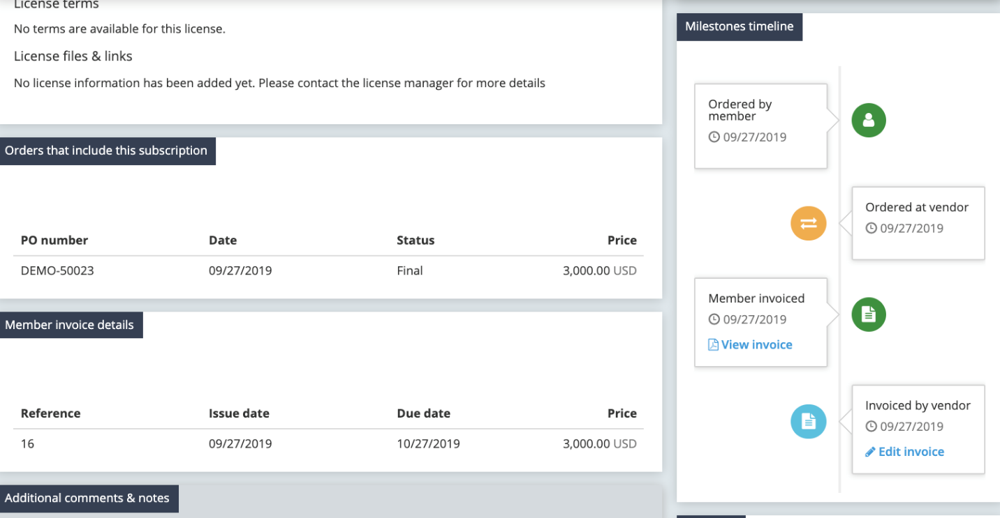 License terms
No terms are available for this license.
License files & links
No license information has been added yet. Please contact the license manager for more details
Orders that include this subscription
PO number Date Status Price
DEMO-50023 09/27/2019 Final 3,000.00 USD
Member invoice details
Reference Issue date Due date Price
16 09/27/2019 10/27/2019 3,000.00 USD
Additional comments & notes
Milestones timeline
Ordered by
member
09/27/2019
Ordered at vendor
09/27/2019
Member invoiced
09/27/2019
View invoice
Invoiced by vendor
09/27/2019
Edit invoice